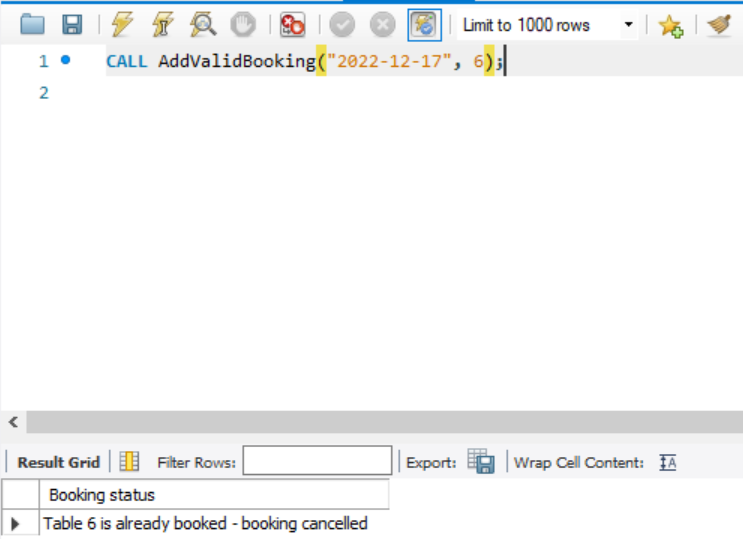 Limit to 1000 rows
1 CALL AddValidBooking("2022-12-17", 6);
2
Result Grid Filter Rows: Export: Wrap Cell Content: IA
Booking status
Table 6 is already booked - booking cancelled